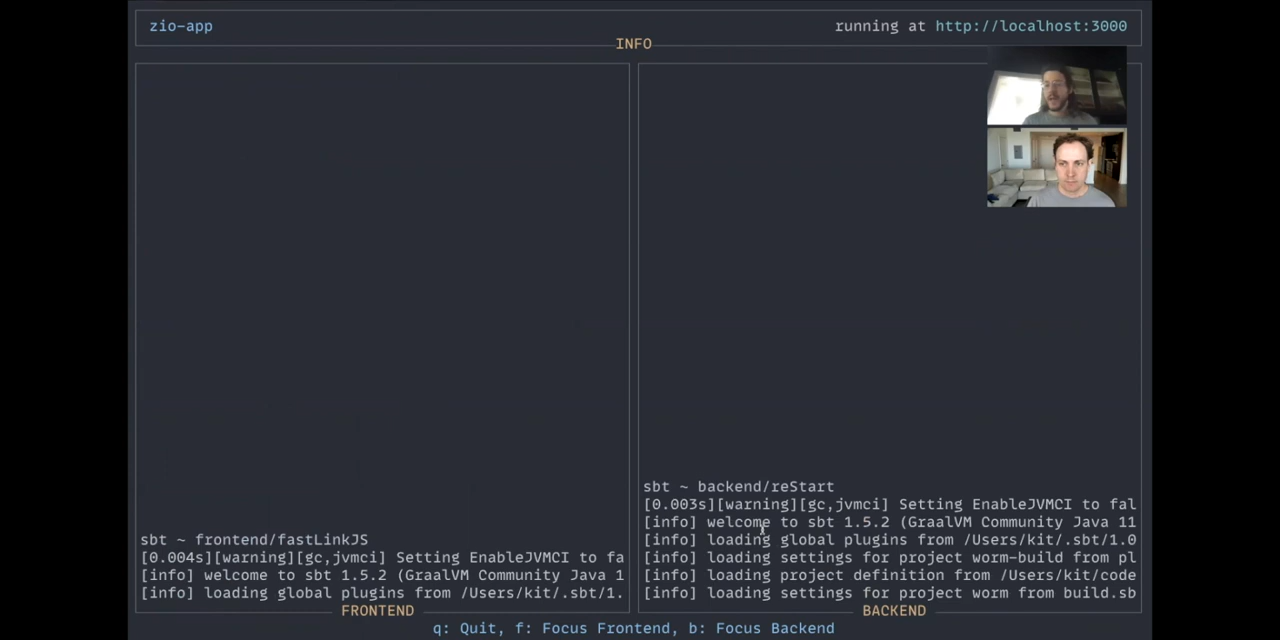 zio-app
running at http://localhost:3000
INFO
sbt ~ frontend/fastLinkJS
[0.004s][warning][gc,jvmci] Setting EnableJVMCI to fa
[info] welcome to sbt 1.5.2 (GraalVM Community Java 1
[info] loading global plugins from /Users/kit/.sbt/1.
FRONTEND
sbt ~ backend/reStart
[0.003s][warning][gc,jvmci] Setting EnableJVMCI to fal
[info] welcome to sbt 1.5.2 (GraalVM Community Java 11
[info] loading global plugins from /Users/kit/.sbt/1.0
[info] loading settings for project worm-build from pl
[info] loading project definition from /Users/kit/code
[info] loading settings for project worm from build.sb
BACKEND
q: Quit, f: Focus Frontend, b: Focus Backend